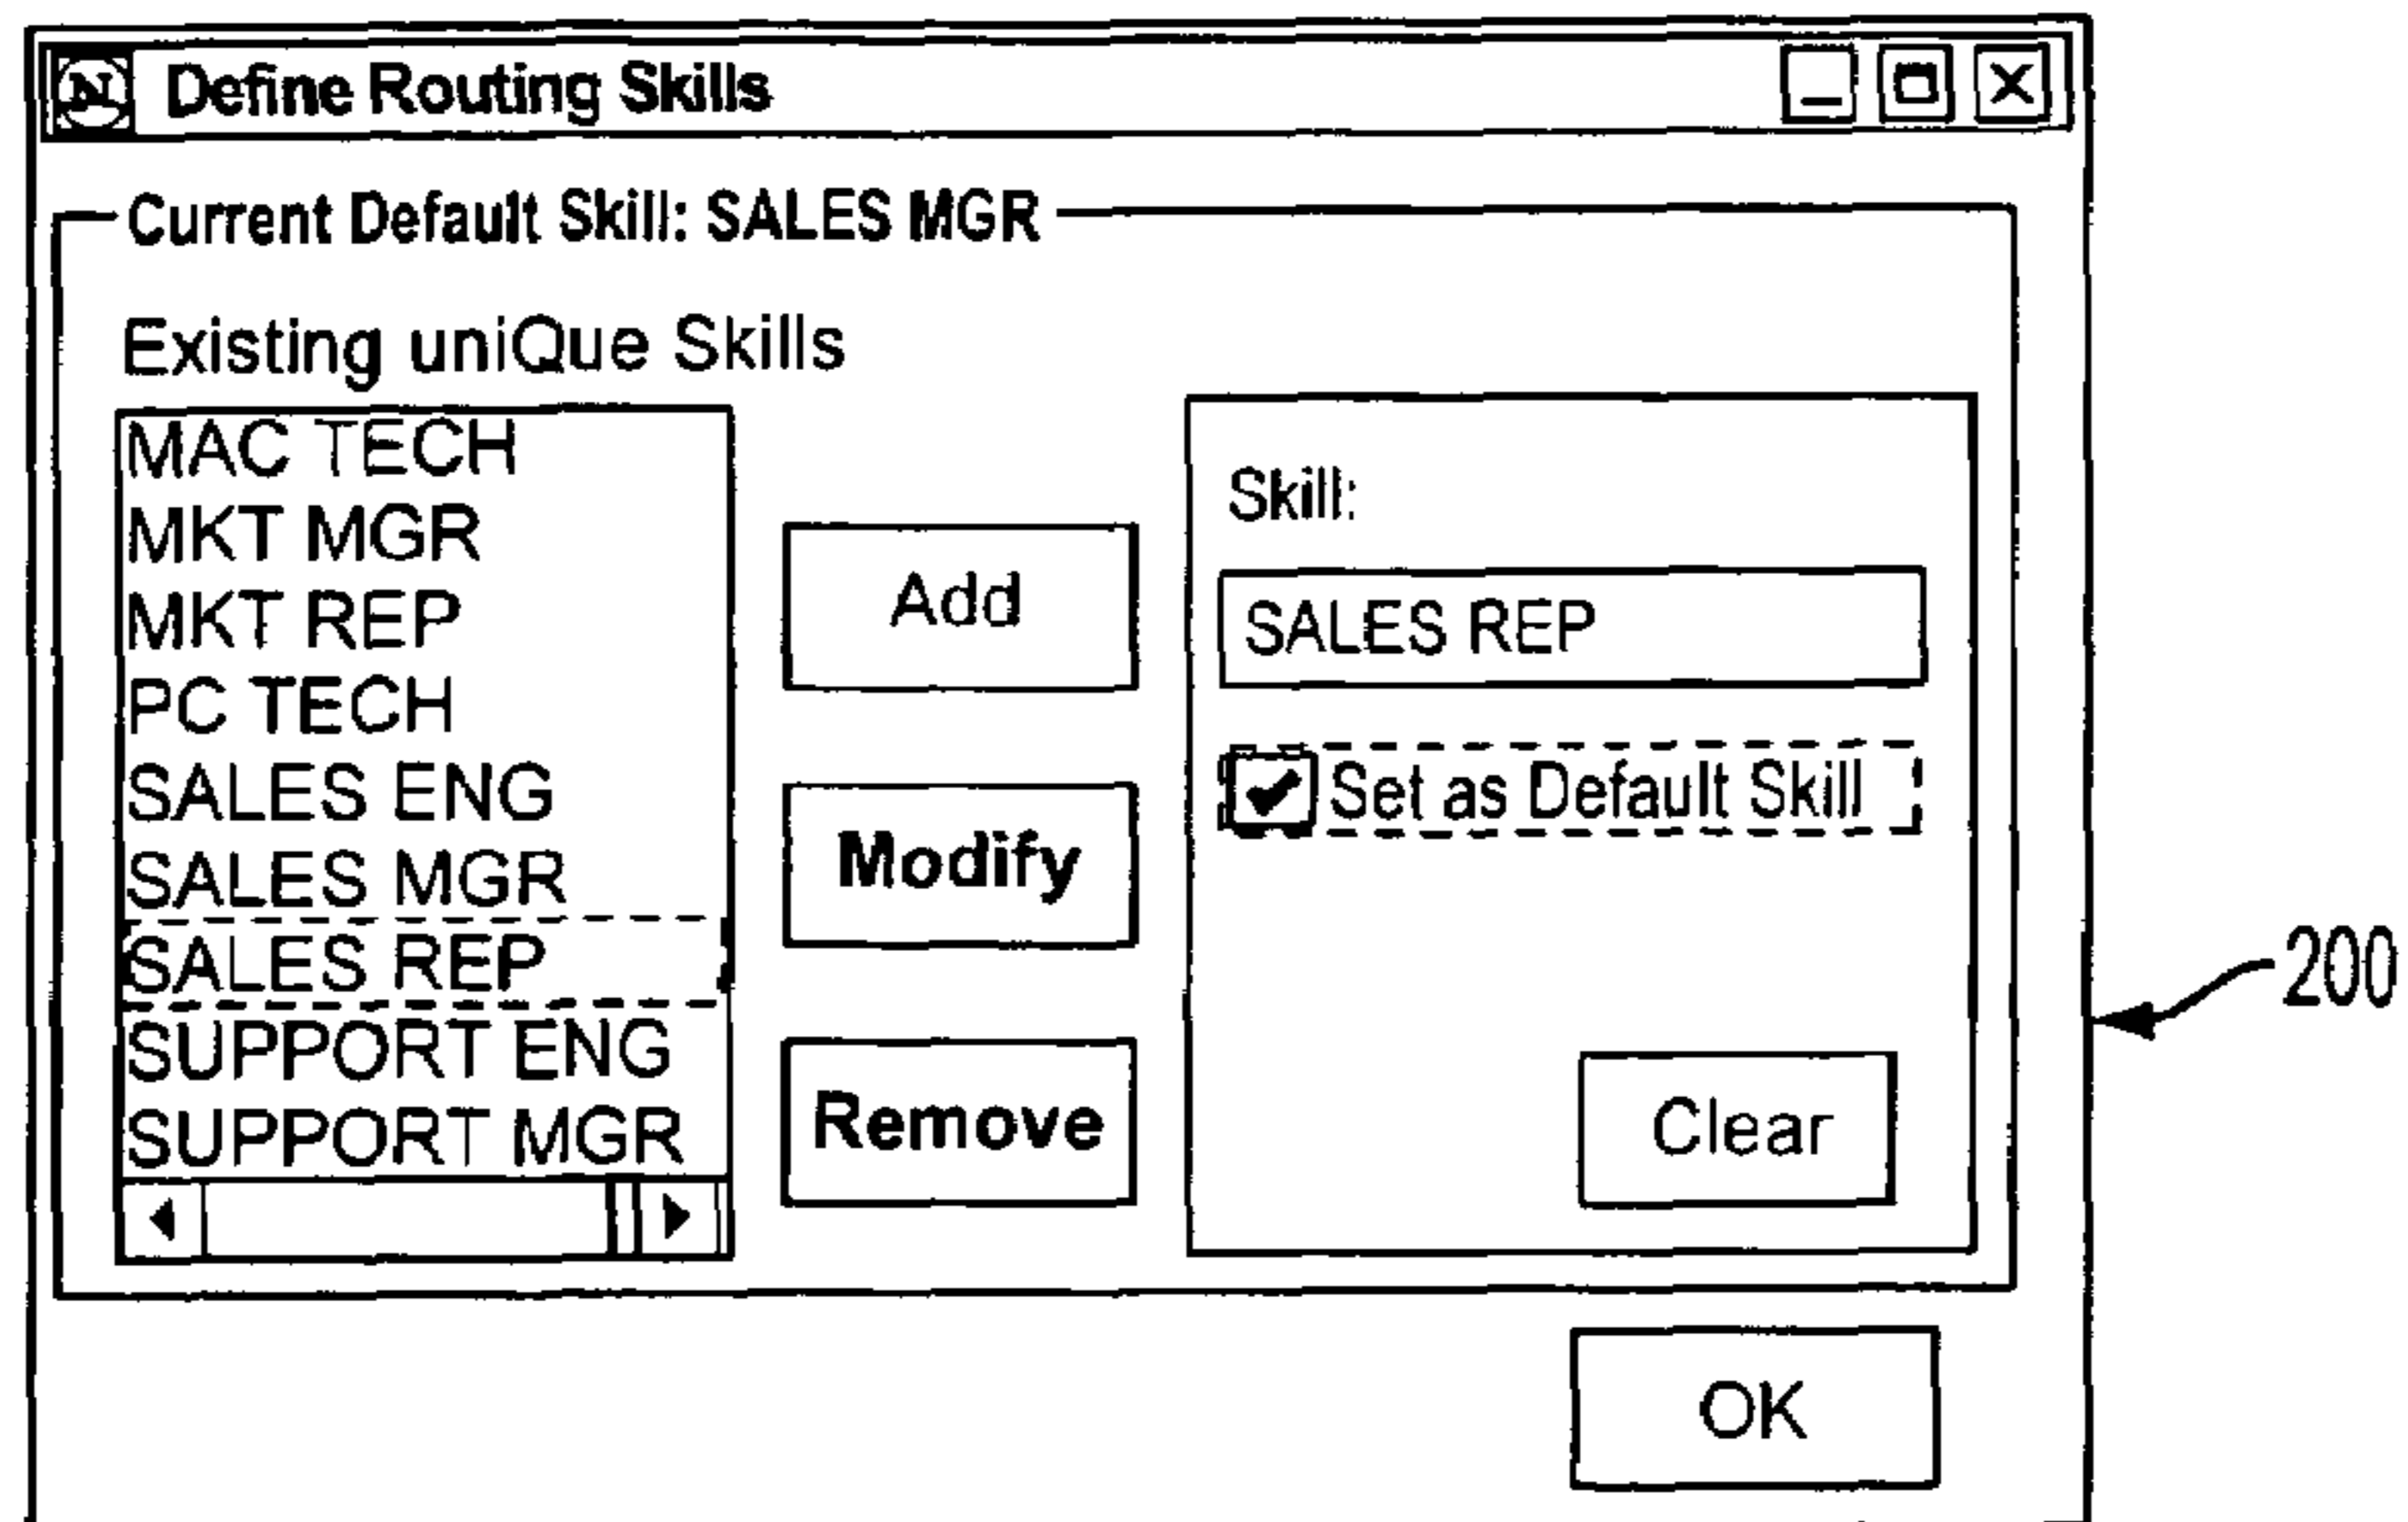 N Define Routing Skills
Current Default Skill: SALES MGR
Existing uniQue Skills
MAC TECH
MKT MGR
MKT REP
PC TECH
SALES ENG
SALES MGR
SALES REP
SUPPORT ENG
SUPPORT MGR
Add
Modify
Remove
Skill:
SALES REP
Set as Default Skill
Clear
OK
200